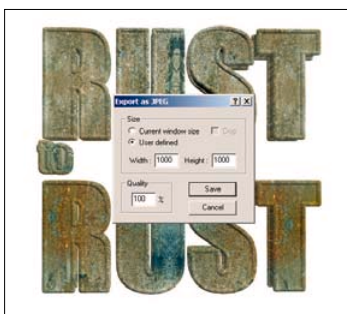 RUST
Export as JPEG
Size
Current window size Crop
User defined
Width: 1000 Height: 1000
Quality
100 %
Save
Cancel
to
RUST